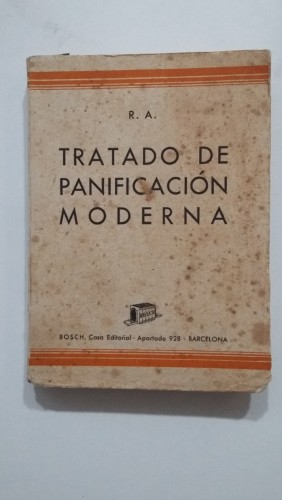 R. A.
TRATADO DE
PANIFICACIÓN
MODERNA
BOSCH, Casa Editorial - Apartado 928 - BARCELONA